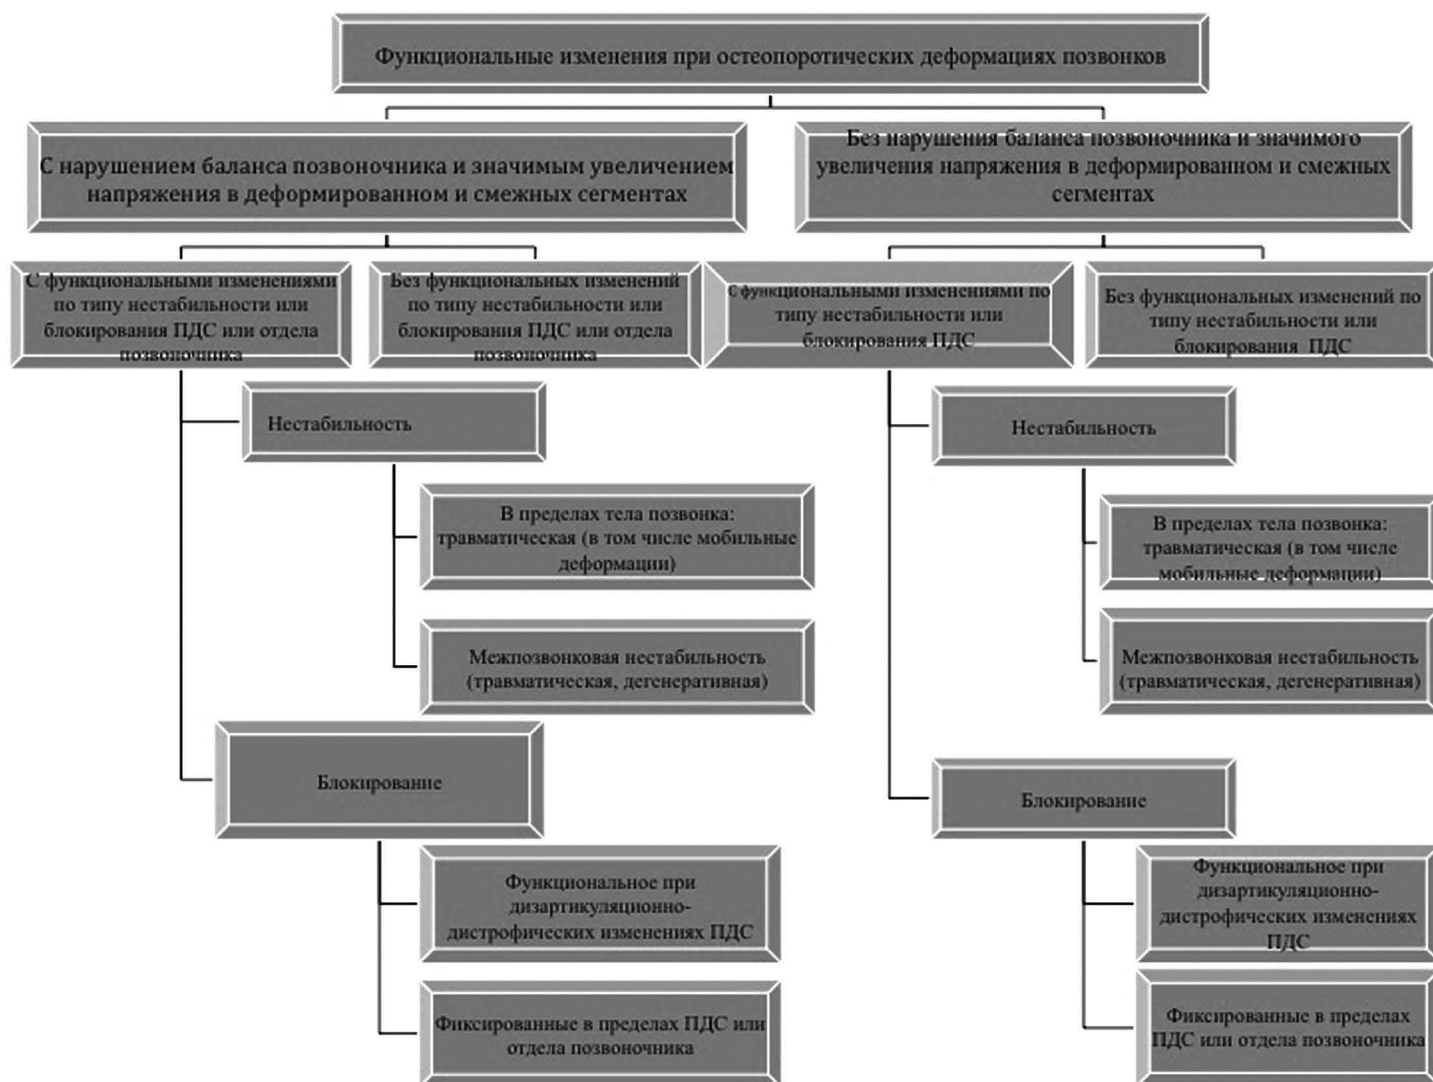 Функциональные изменения при остеопоротических деформациях позвонков
С нарушением баланса позвоночника и значимым увеличением
напряжения в деформированном и смежных сегментах
Без нарушения баланса позвоночника и значимого
увеличения напряжения в деформированном и смежных
сегментах
С функциональными изменениями
по типу нестабильности или
блокирования ПДС или отдела
позвоночника
Без функциональных изменений
по типу нестабильности или
блокирования ПДС или отдела
позвоночника
С функциональными изменениями по
типу нестабильности или
блокирования ПДС
Без функциональных изменений по
типу нестабильности или
блокирования ПДС
Нестабильность
В пределах тела позвонка:
травматическая (в том числе мобильные
деформации)
Межпозвонковая нестабильность
(травматическая, дегенеративная)
Блокирование
Функциональное при
дизартикуляционно-
дистрофических изменениях ПДС
Фиксированные в пределах ПДС или
отдела позвоночника
Нестабильность
В пределах тела позвонка:
травматическая (в том числе
мобильные деформации)
Межпозвонковая нестабильность
(травматическая, дегенеративная)
Блокирование
Функциональное при
дизартикуляционно-
дистрофических изменениях
ПДС
Фиксированные в пределах
ПДС или отдела позвоночника